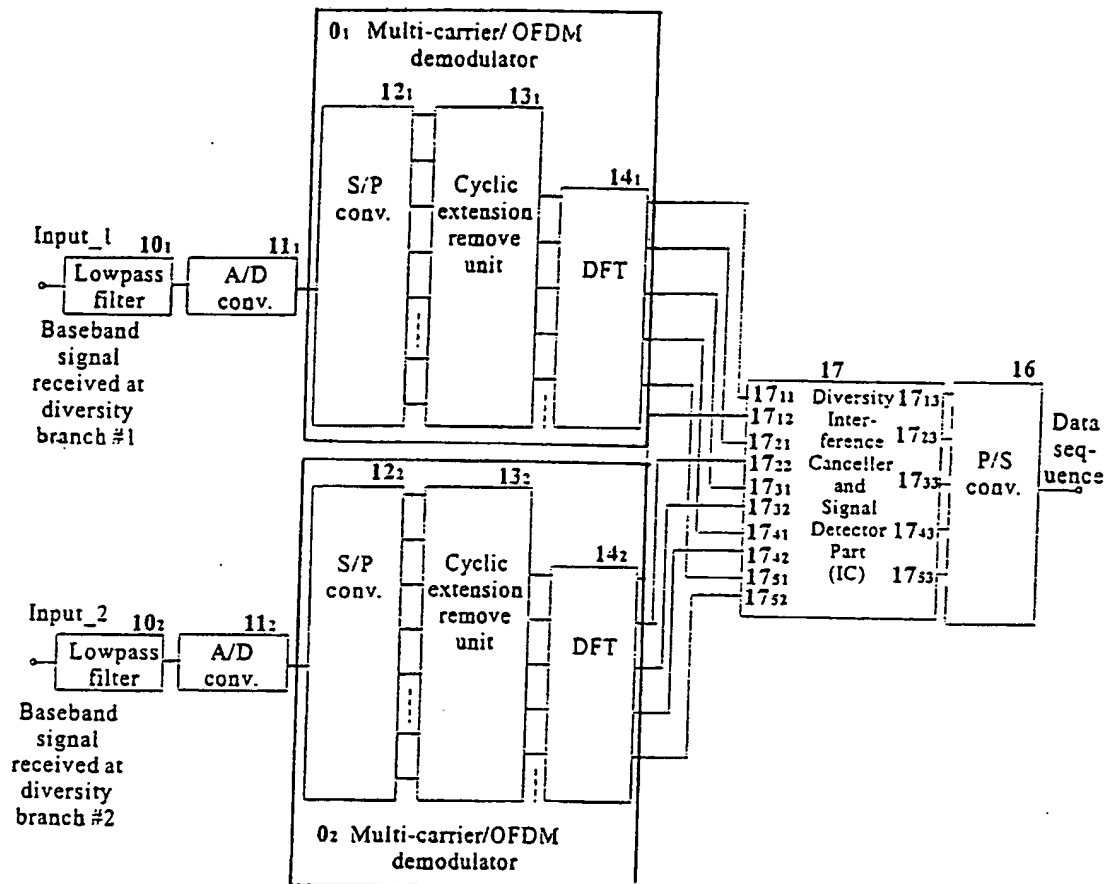 0₁ Multi-carrier/ OFDM
demodulator
12₁
13₁
14₁
S/P
conv.
Cyclic
extension
remove
unit
DFT
Input_1
10₁
11₁
Lowpass
filter
A/D
conv.
Baseband
signal
received at
diversity
branch #1
17
16
17₁₁
17₁₂
17₂₁
17₂₂
17₃₁
17₃₂
17₄₁
17₄₂
17₅₁
17₅₂
Diversity
Inter-
ference
Canceller
and
Signal
Detector
Part
(IC)
17₁₃
17₂₃
17₃₃
17₄₃
17₅₃
P/S
conv.
Data
seq-
uence
12₂
13₂
14₂
S/P
conv.
Cyclic
extension
remove
unit
DFT
Input_2
10₂
11₂
Lowpass
filter
A/D
conv.
Baseband
signal
received at
diversity
branch #2
0₂ Multi-carrier/OFDM
demodulator